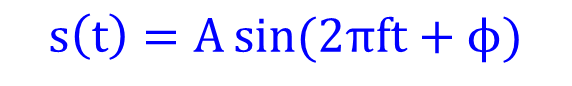 s(t) = A sin(2πft + ϕ)